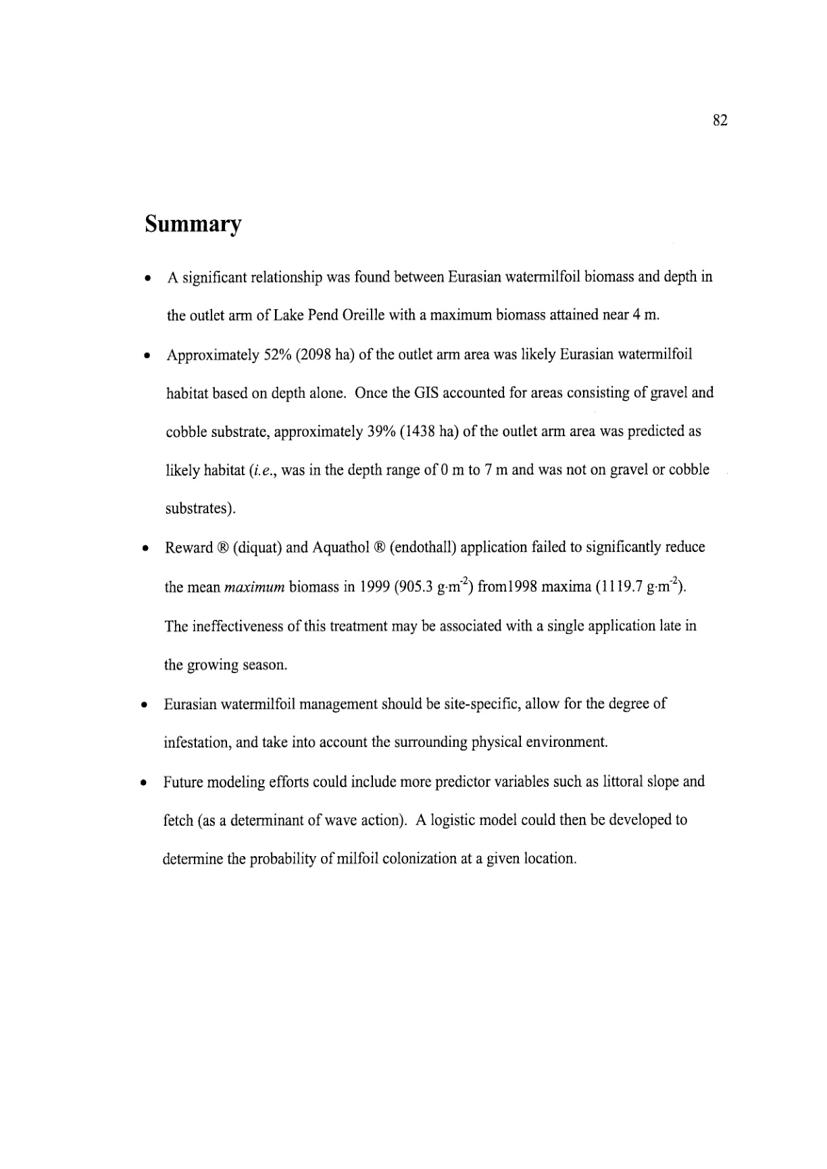 82
Summary
• A significant relationship was found between Eurasian watermilfoil biomass and depth in
the outlet arm of Lake Pend Oreille with a maximum biomass attained near 4 m.
• Approximately 52% (2098 ha) of the outlet arm area was likely Eurasian watermilfoil
habitat based on depth alone. Once the GIS accounted for areas consisting of gravel and
cobble substrate, approximately 39% (1438 ha) of the outlet arm area was predicted as
likely habitat (i.e., was in the depth range of 0 m to 7 m and was not on gravel or cobble
substrates).
• Reward ® (diquat) and Aquathol ® (endothall) application failed to significantly reduce
the mean maximum biomass in 1999 (905.3 g·m⁻²) from1998 maxima (1119.7 g·m⁻²).
The ineffectiveness of this treatment may be associated with a single application late in
the growing season.
• Eurasian watermilfoil management should be site-specific, allow for the degree of
infestation, and take into account the surrounding physical environment.
• Future modeling efforts could include more predictor variables such as littoral slope and
fetch (as a determinant of wave action). A logistic model could then be developed to
determine the probability of milfoil colonization at a given location.